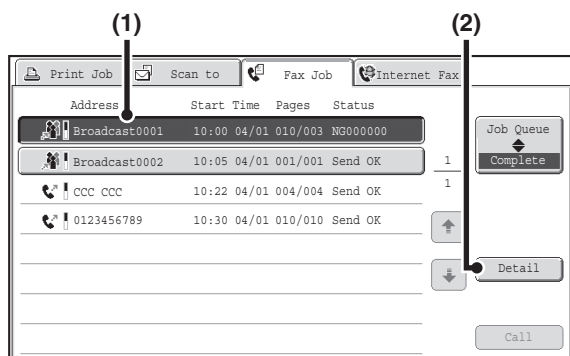 (1) (2)
Print Job Scan to Fax Job Internet Fax
Address Start Time Pages Status
Broadcast0001 10:00 04/01 010/003 NG000000
Job Queue
Complete
Broadcast0002 10:05 04/01 001/001 Send OK
1
1
CCC CCC 10:22 04/01 004/004 Send OK
0123456789 10:30 04/01 010/010 Send OK
Detail
Call